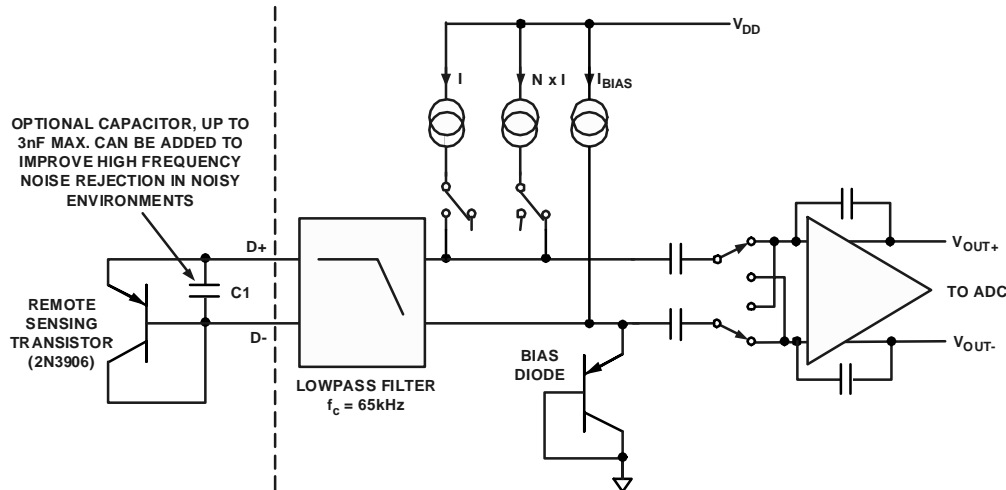 V_DD
I
N x I
I_BIAS
OPTIONAL CAPACITOR, UP TO
3nF MAX. CAN BE ADDED TO
IMPROVE HIGH FREQUENCY
NOISE REJECTION IN NOISY
ENVIRONMENTS
D+
C1
D-
REMOTE
SENSING
TRANSISTOR
(2N3906)
LOWPASS FILTER
f_c = 65kHz
BIAS
DIODE
V_OUT+
TO ADC
V_OUT-